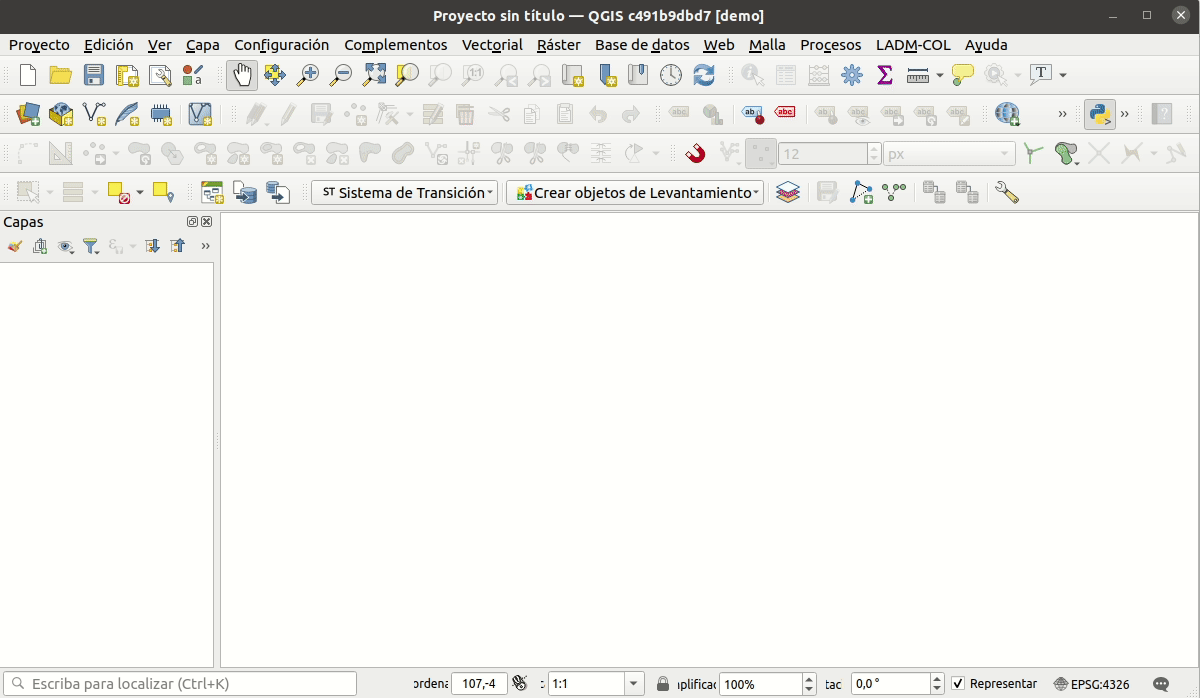 Proyecto sin título — QGIS c491b9dbd7 [demo]
Proyecto Edición Ver Capa Configuración Complementos Vectorial Ráster Base de datos Web Malla Procesos LADM-COL Ayuda
12 px
ST Sistema de Transición Crear objetos de Levantamiento
Capas
Escriba para localizar (Ctrl+K) ordena 107,-4 1:1 plifica 100% tac 0,0 ° Representar EPSG:4326